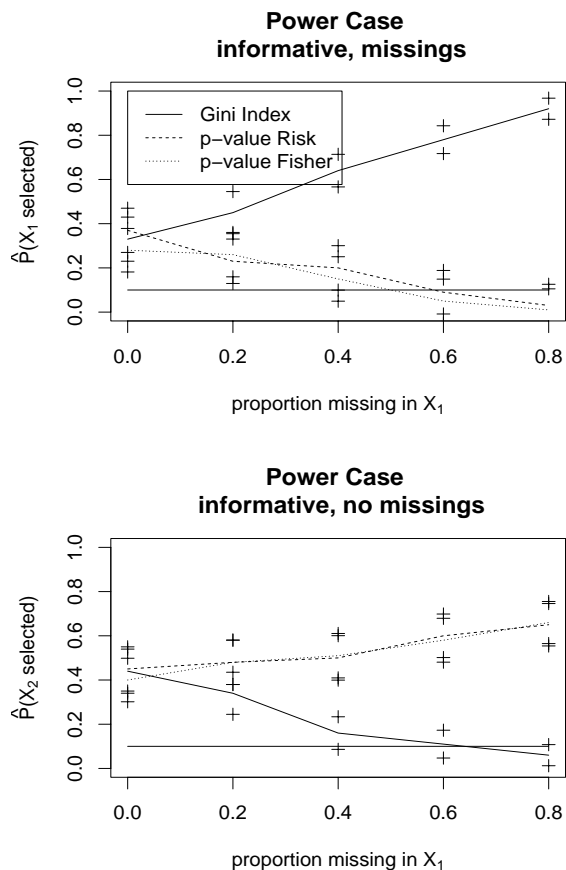 Power Case
informative, missings
P̂(X₁ selected)
1.0
0.8
0.6
0.4
0.2
0.0
Gini Index
p−value Risk
p−value Fisher
0.0 0.2 0.4 0.6 0.8
proportion missing in X₁
Power Case
informative, no missings
P̂(X₂ selected)
1.0
0.8
0.6
0.4
0.2
0.0
0.0 0.2 0.4 0.6 0.8
proportion missing in X₁